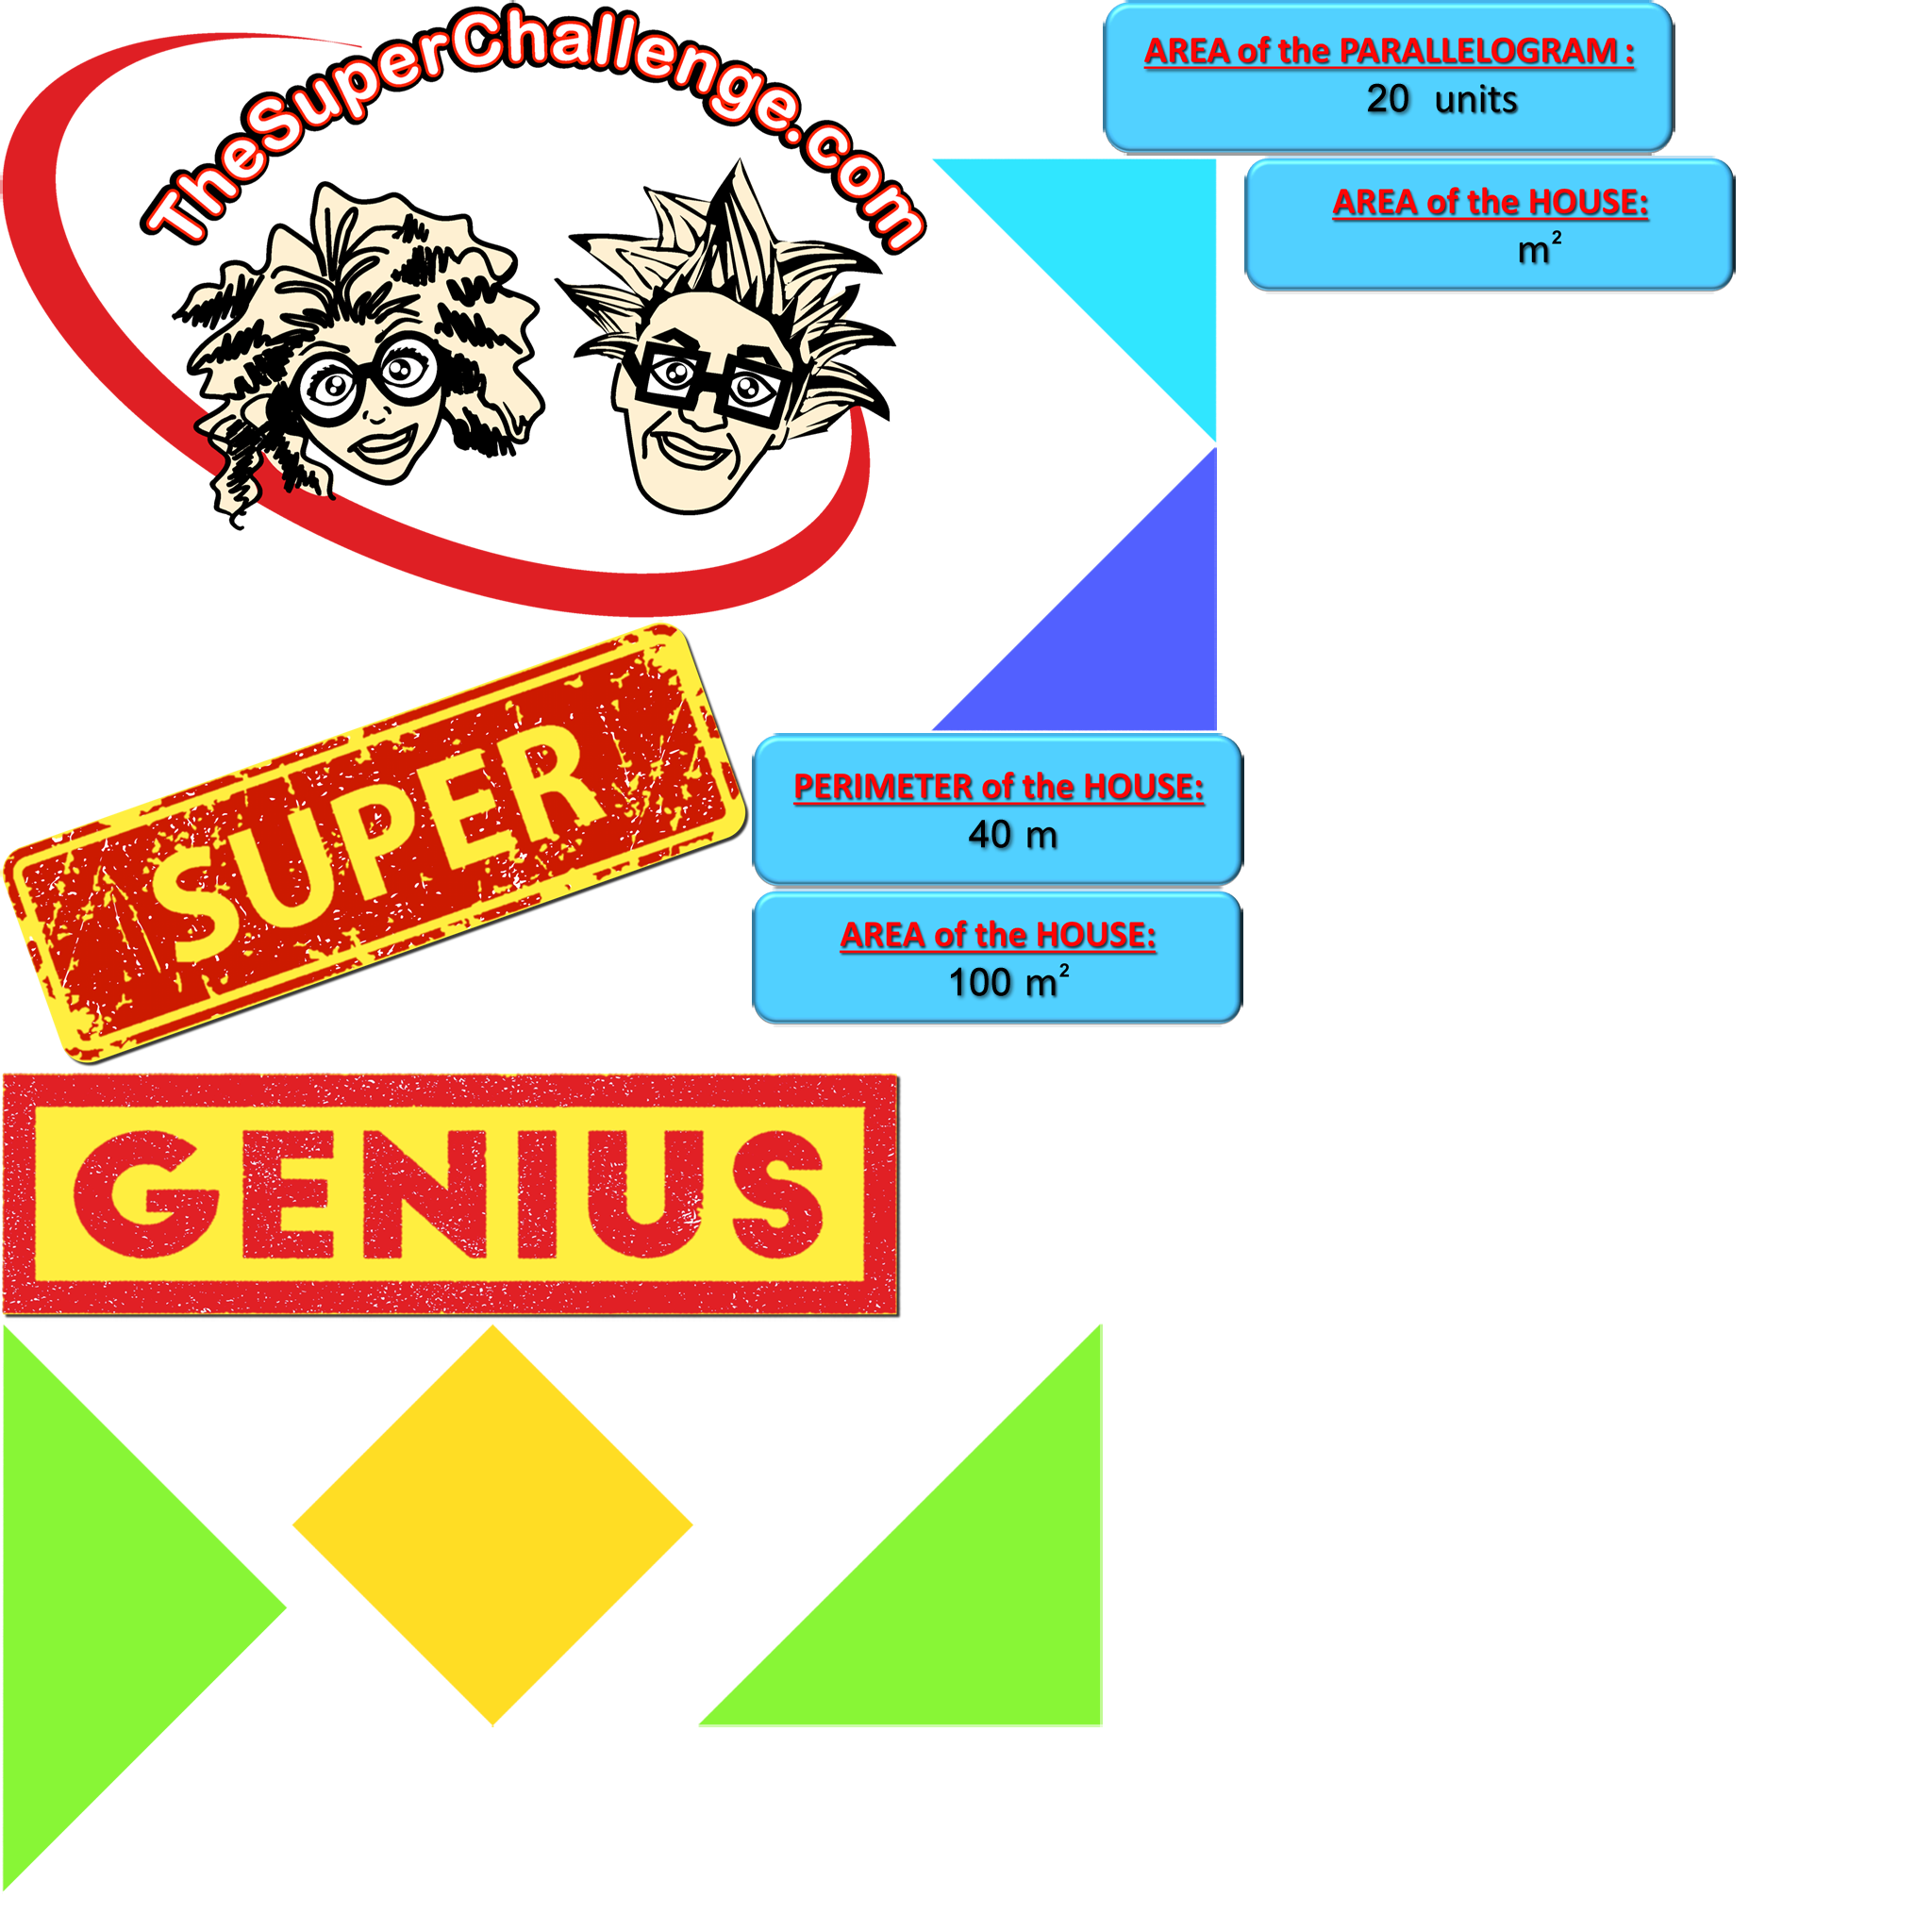 TheSuperChallenge.com
AREA of the PARALLELOGRAM :
20 units
AREA of the HOUSE:
m²
SUPER
PERIMETER of the HOUSE:
40 m
AREA of the HOUSE:
100 m²
GENIUS